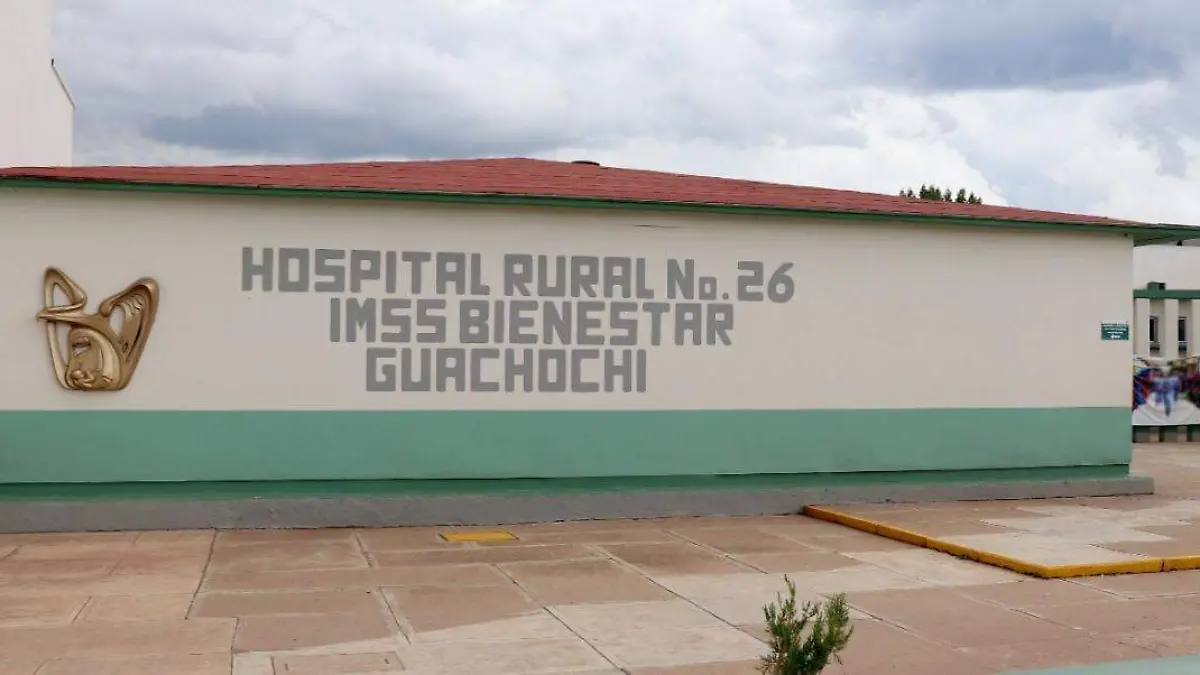 HOSPITAL RURAL No. 26
IMSS BIENESTAR
GUACHOCHI